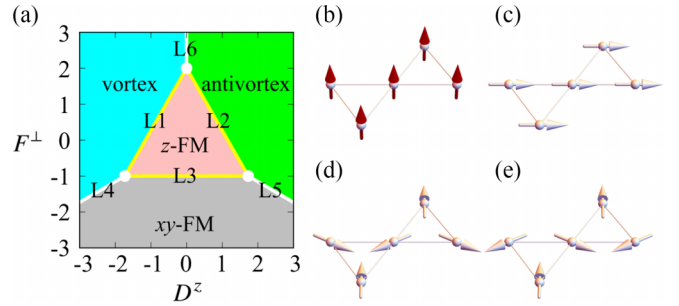 (a)
3
2
1
0
-1
-2
-3
F⊥
L6
vortex
antivortex
L1
L2
z-FM
L3
L4
L5
xy-FM
-3 -2 -1 0 1 2 3
Dᶻ
(b)
(c)
(d)
(e)